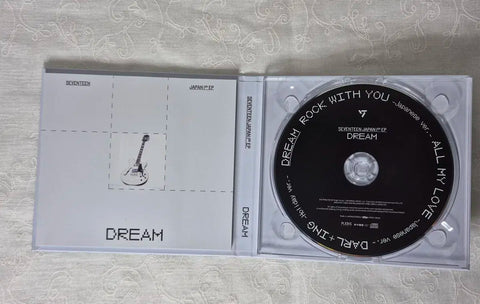 SEVENTEEN
JAPAN 1ST EP
DREAM
SEVENTEEN JAPAN 1ST EP
DREAM
DREAM ROCK WITH YOU -Japanese ver.- ALL MY LOVE -Japanese ver.- DARL+ING -Holiday ver.-
SEVENTEEN JAPAN 1ST EP
DREAM